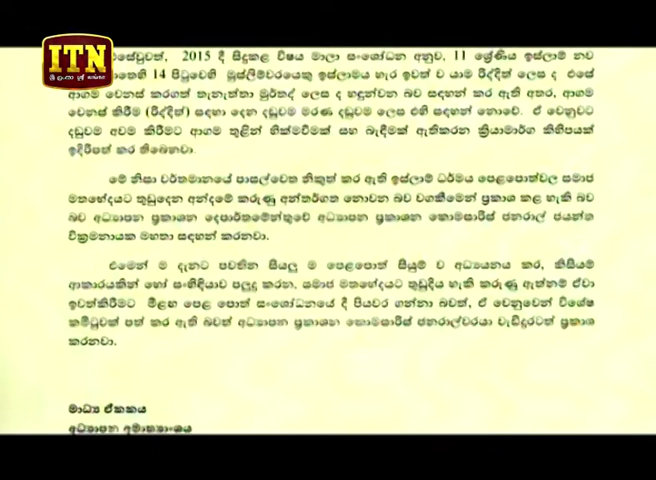 ITN
ශ්‍රී ලංකා
එසේවුවත්, 2015 දී සිදුකළ විෂය මාලා සංශෝධන අනුව, 11 ශ්‍රේණිය ඉස්ලාම් නව
14 පිටුවෙහි මුස්ලිම්වරයෙකු ඉස්ලාමය හැර ඉවත් ව යාම රිද්දත් ලෙස ද එසේ
ආගම වෙනස් කරගත් තැනැත්තා මුර්තද් ලෙස ද හඳුන්වන බව සඳහන් කර ඇති අතර, ආගම
වෙනස් කිරීම (රිද්දත්) සඳහා දෙන දඬුවම මරණ දඬුවම ලෙස එහි සඳහන් නොවේ. ඒ වෙනුවට
දඬුවම අවම කිරීමට ආගම තුළින් හික්මවීමක් සහ බැඳීමක් ඇතිකරන ක්‍රියාමාර්ග කිහිපයක්
ඉදිරිපත් කර තිබෙනවා.
මේ නිසා වර්තමානයේ පාසල්වෙත නිකුත් කර ඇති ඉස්ලාම් ධර්මය පෙළපොත්වල සමාජ
මතභේදයට තුඩුදෙන අන්දමේ කරුණු අන්තර්ගත නොවන බව වගකීමෙන් ප්‍රකාශ කළ හැකි බව
බව අධ්‍යාපන ප්‍රකාශන දෙපාර්තමේන්තුවේ අධ්‍යාපන ප්‍රකාශන කොමසාරිස් ජනරාල් ජයන්ත
වික්‍රමනායක මහතා සඳහන් කරනවා.
එමෙන් ම දැනට පවතින සියලු ම පෙළපොත් සියුම් ව අධ්‍යයනය කර, කිසියම්
ආකාරයකින් හෝ සංහිඳියාව පලුදු කරන, සමාජ මතභේදයට තුඩුදිය හැකි කරුණු ඇත්නම් ඒවා
ඉවත්කිරීමට මීළඟ පෙළ පොත් සංශෝධනයේ දී පියවර ගන්නා බවත්, ඒ වෙනුවෙන් විශේෂ
කමිටුවක් පත් කර ඇති බවත් අධ්‍යාපන ප්‍රකාශන කොමසාරිස් ජනරාල්වරයා වැඩිදුරටත් ප්‍රකාශ
කරනවා.
මාධ්‍ය ඒකකය
අධ්‍යාපන අමාත්‍යාංශය